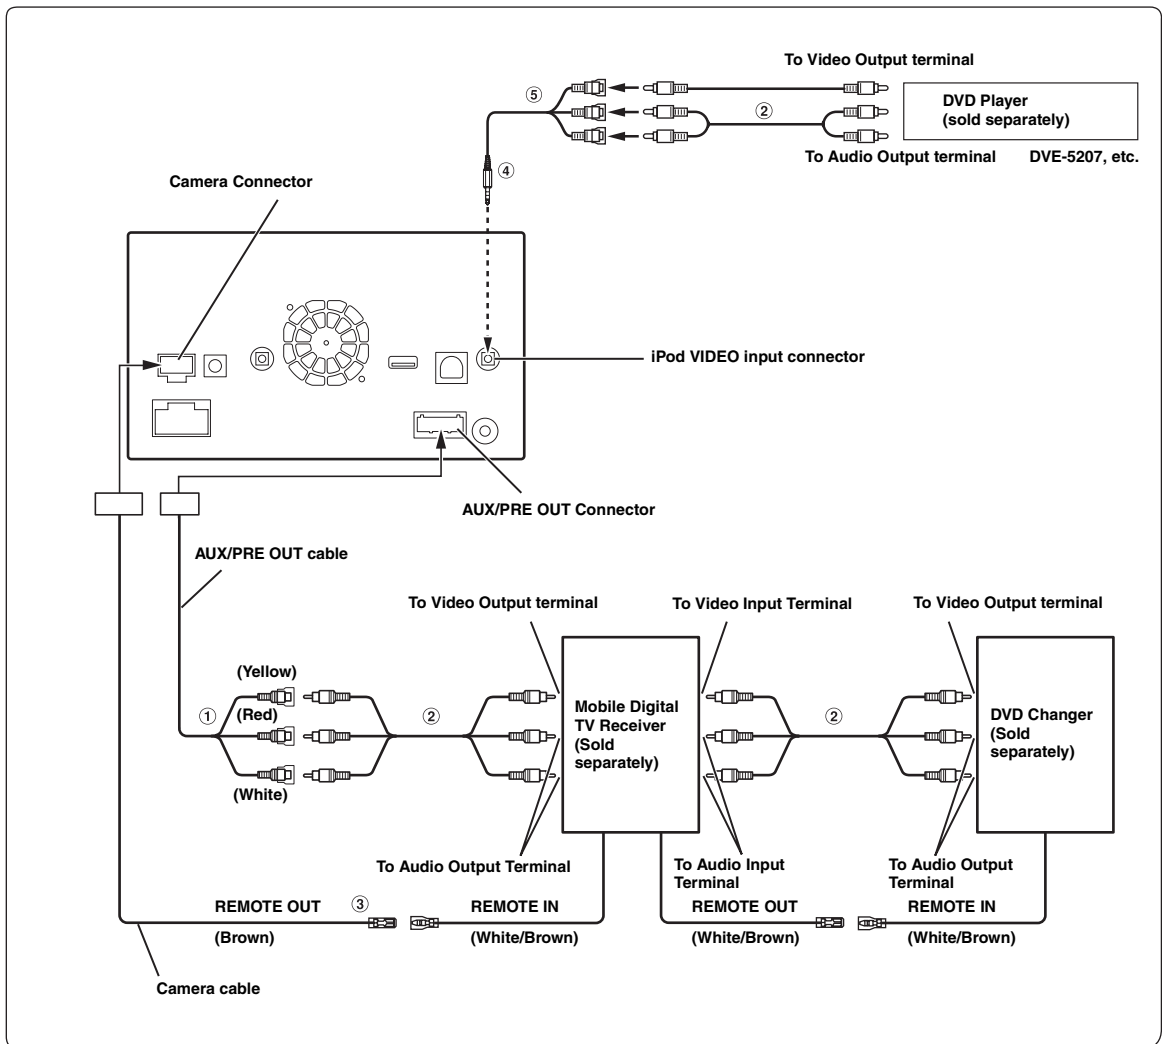 To Video Output terminal
⑤
②
DVD Player
(sold separately)
To Audio Output terminal
DVE-5207, etc.
④
Camera Connector
iPod VIDEO input connector
AUX/PRE OUT Connector
AUX/PRE OUT cable
To Video Output terminal
To Video Input Terminal
To Video Output terminal
(Yellow)
①
(Red)
②
Mobile Digital
TV Receiver
(Sold
separately)
②
DVD Changer
(Sold
separately)
(White)
To Audio Output Terminal
To Audio Input
Terminal
To Audio Output
Terminal
REMOTE OUT
③
REMOTE IN
REMOTE OUT
REMOTE IN
(Brown)
(White/Brown)
(White/Brown)
(White/Brown)
Camera cable